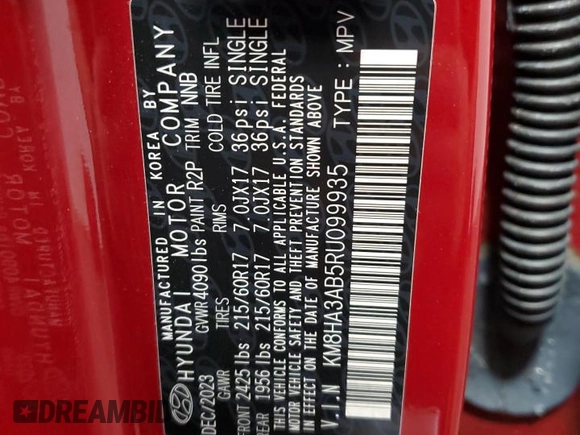 MANUFACTURED IN KOREA BY
HYUNDAI MOTOR COMPANY
DEC/2023 GVWR 4090 lbs PAINT R2P TRIM NNB
GAWR TIRES RIMS COLD TIRE INFL
FRONT 2425 lbs 215/60R17 7.0JX17 36psi SINGLE
REAR 1956 lbs 215/60R17 7.0JX17 36psi SINGLE
THIS VEHICLE CONFORMS TO ALL APPLICABLE U.S.A. FEDERAL
MOTOR VEHICLE SAFETY AND THEFT PREVENTION STANDARDS
IN EFFECT ON THE DATE OF MANUFACTURE SHOWN ABOVE
V.I.N KM8HA3AB5RU099935 TYPE : MPV
DREAMBID